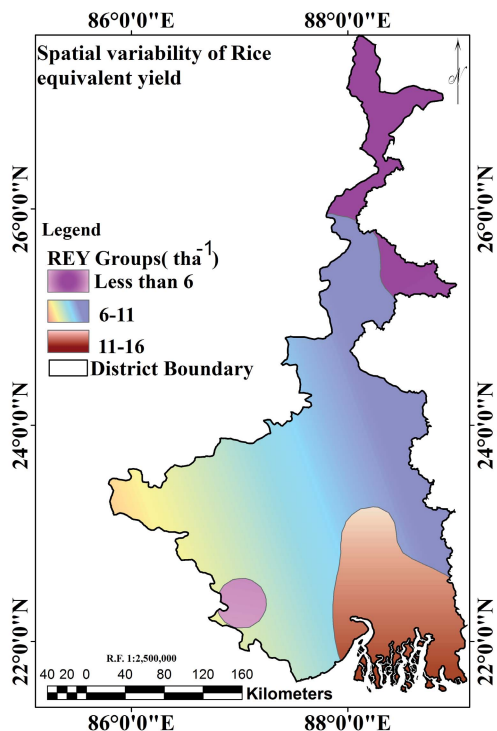 86°0'0"E 88°0'0"E
Spatial variability of Rice
equivalent yield
N
26°0'0"N 26°0'0"N
Legend
REY Groups( tha-1)
Less than 6
6-11
11-16
District Boundary
24°0'0"N 24°0'0"N
22°0'0"N 22°0'0"N
R.F. 1:2,500,000
40 20 0 40 80 120 160
Kilometers
86°0'0"E 88°0'0"E